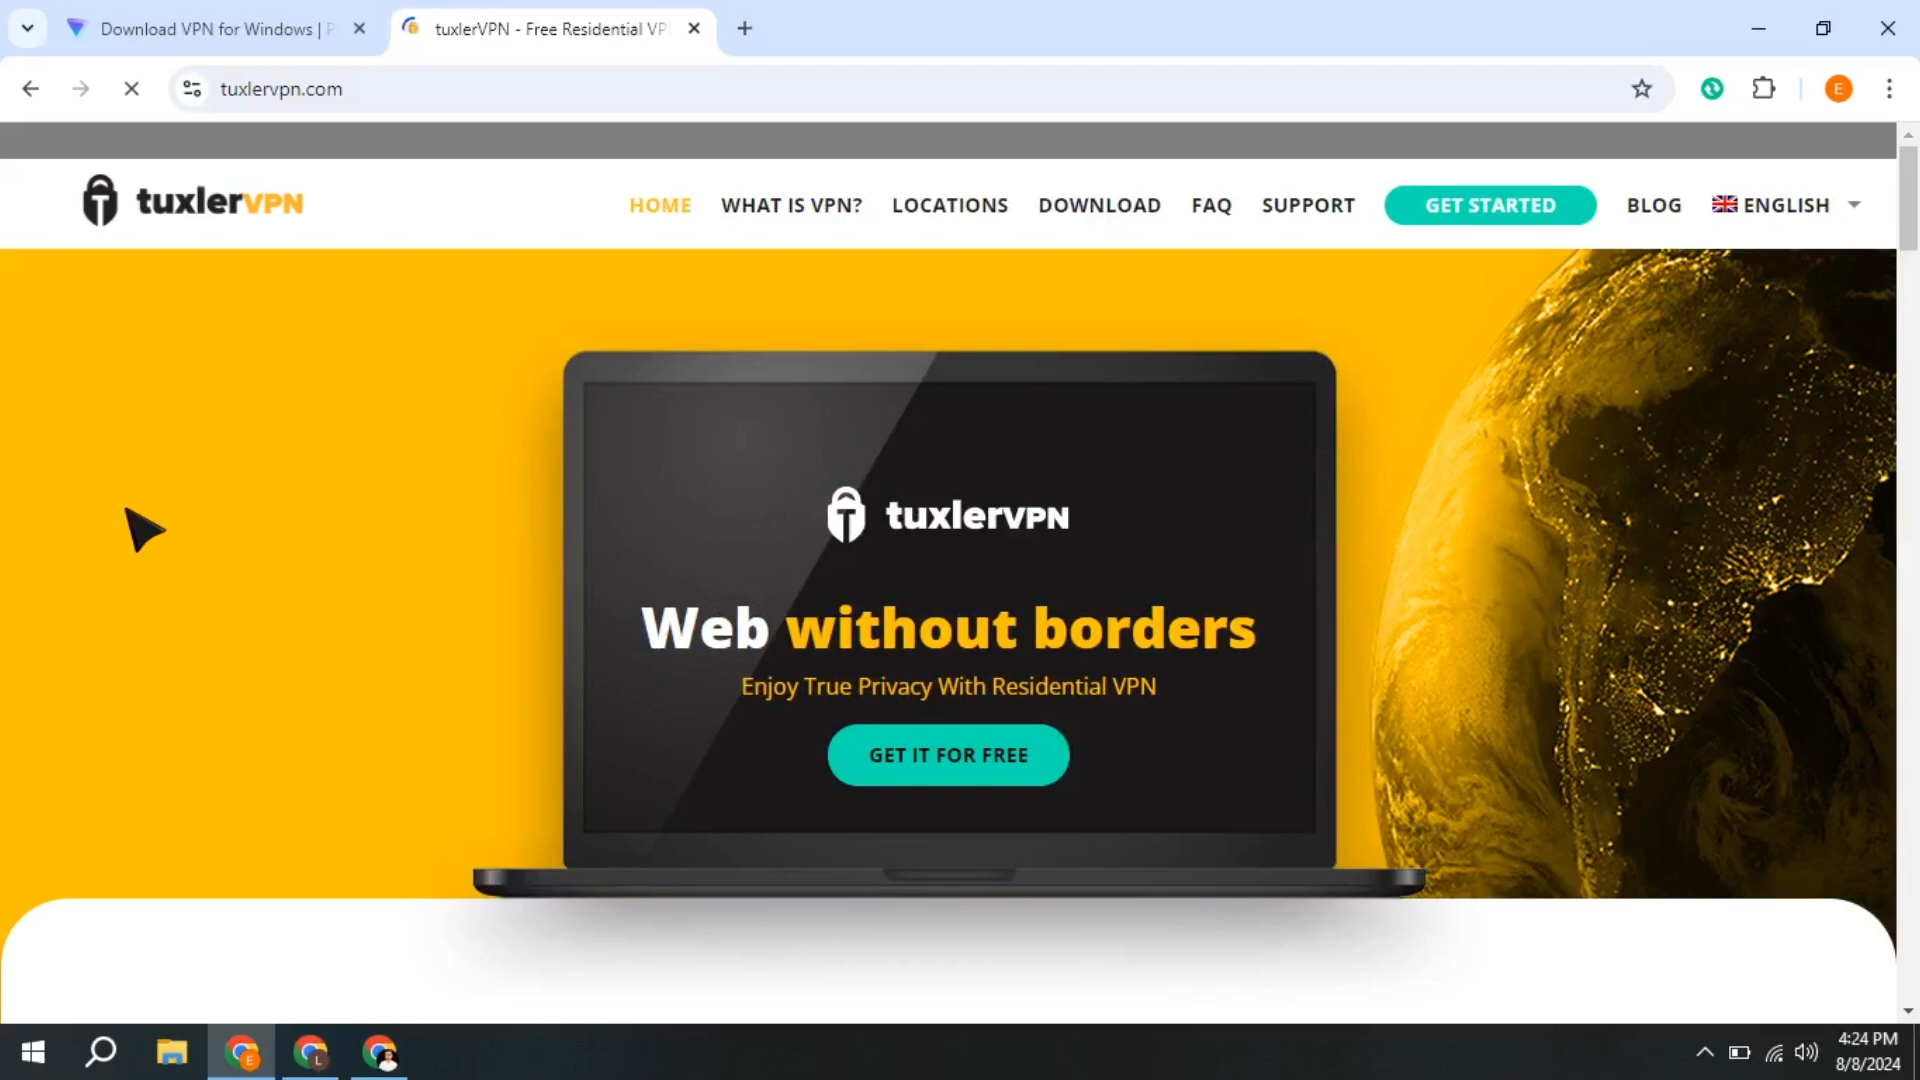 Download VPN for Windows | P
tuxlerVPN - Free Residential VP
tuxlervpn.com
E
tuxlerVPN
HOME
WHAT IS VPN?
LOCATIONS
DOWNLOAD
FAQ
SUPPORT
GET STARTED
BLOG
ENGLISH
tuxlerVPN
Web without borders
Enjoy True Privacy With Residential VPN
GET IT FOR FREE
E
L
4:24 PM
8/8/2024